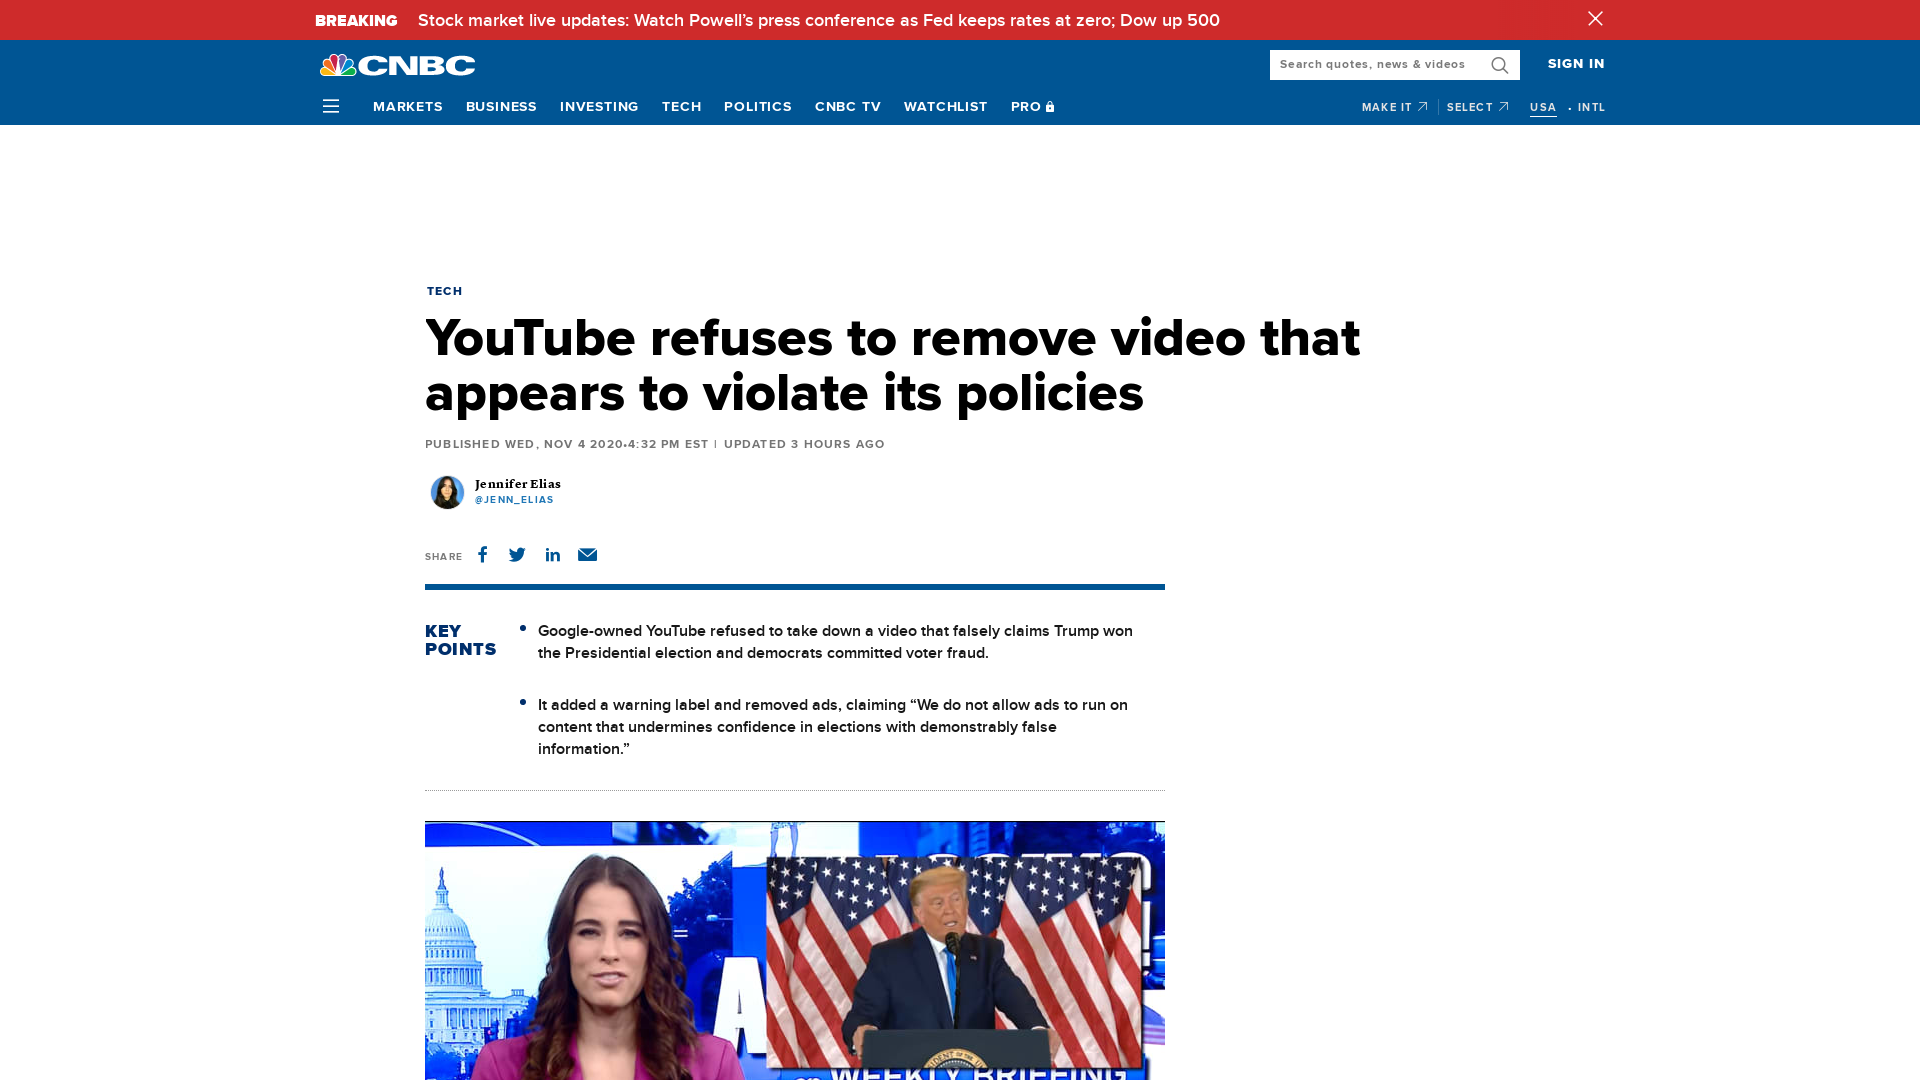 BREAKING Stock market live updates: Watch Powell’s press conference as Fed keeps rates at zero; Dow up 500
CNBC
Search quotes, news & videos
SIGN IN
MARKETS BUSINESS INVESTING TECH POLITICS CNBC TV WATCHLIST PRO
MAKE IT SELECT USA • INTL
TECH
YouTube refuses to remove video that
appears to violate its policies
PUBLISHED WED, NOV 4 2020•4:32 PM EST | UPDATED 3 HOURS AGO
Jennifer Elias
@JENN_ELIAS
SHARE
KEY
POINTS
Google-owned YouTube refused to take down a video that falsely claims Trump won
the Presidential election and democrats committed voter fraud.
It added a warning label and removed ads, claiming “We do not allow ads to run on
content that undermines confidence in elections with demonstrably false
information.”
WEEKLY BRIEFING